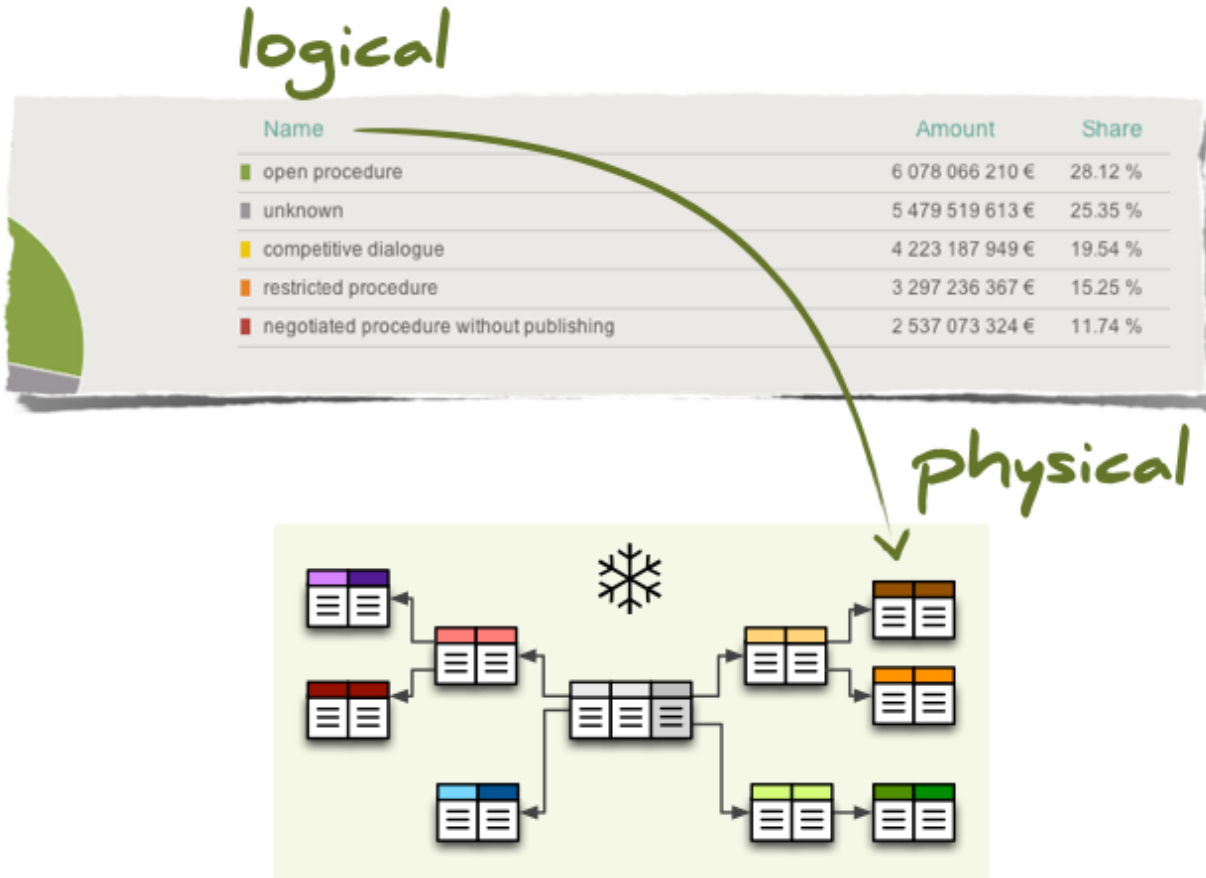 logical
Name Amount Share
open procedure 6 078 066 210 € 28.12 %
unknown 5 479 519 613 € 25.35 %
competitive dialogue 4 223 187 949 € 19.54 %
restricted procedure 3 297 236 367 € 15.25 %
negotiated procedure without publishing 2 537 073 324 € 11.74 %
physical